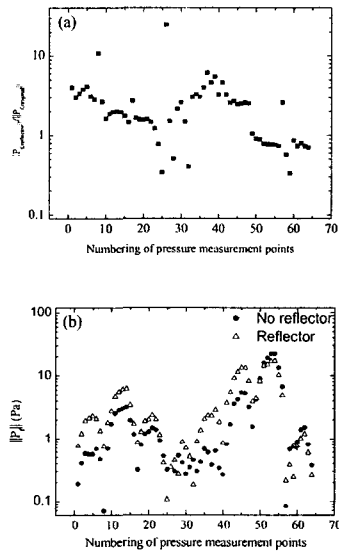 (a)
10
1
0.1
0 10 20 30 40 50 60 70
Numbering of pressure measurement points
(b)
No reflector
Reflector
100
10
1
0.1
||P|| (Pa)
0 10 20 30 40 50 60 70
Numbering of pressure measurement points